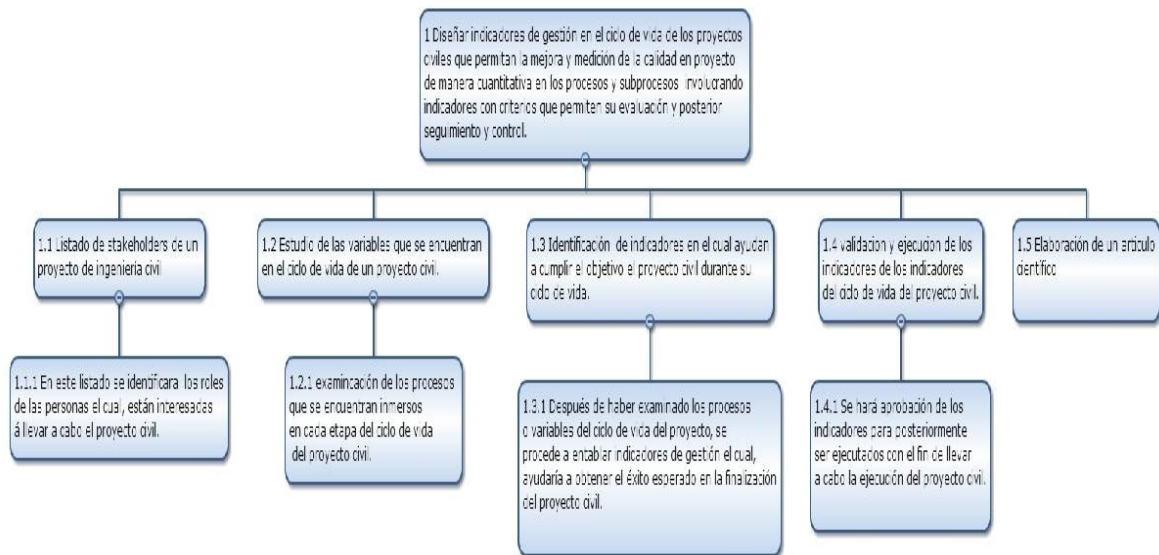 1 Diseñar indicadores de gestión en el ciclo de vida de los proyectos
civiles que permitan la mejora y medición de la calidad en proyecto
de manera cuantitativa en los procesos y subprocesos involucrando
indicadores con criterios que permiten su evaluación y posterior
seguimiento y control.
1.1 Listado de stakeholders de un
proyecto de ingeniería civil
1.2 Estudio de las variables que se encuentran
en el ciclo de vida de un proyecto civil.
1.3 Identificación de indicadores en el cual ayudan
a cumplir el objetivo el proyecto civil durante su
ciclo de vida.
1.4 validacion y ejecucion de los
indicadores de los indicadores
del ciclo de vida del proyecto civil.
1.5 Elaboración de un articulo
científico
1.1.1 En este listado se identificara los roles
de las personas el cual, están interesadas
á llevar a cabo el proyecto civil.
1.2.1 examincación de los procesos
que se encuentran inmersos
en cada etapa del ciclo de vida
del proyecto civil.
1.3.1 Después de haber examinado los procesos
o variables del ciclo de vida del proyecto, se
procede a entablar indicadores de gestión el cual,
ayudaría a obtener el éxito esperado en la finalización
del proyecto civil.
1.4.1 Se hará aprobación de los
indicadores para posteriormente
ser ejecutados con el fin de llevar
a cabo la ejecución del proyecto civil.